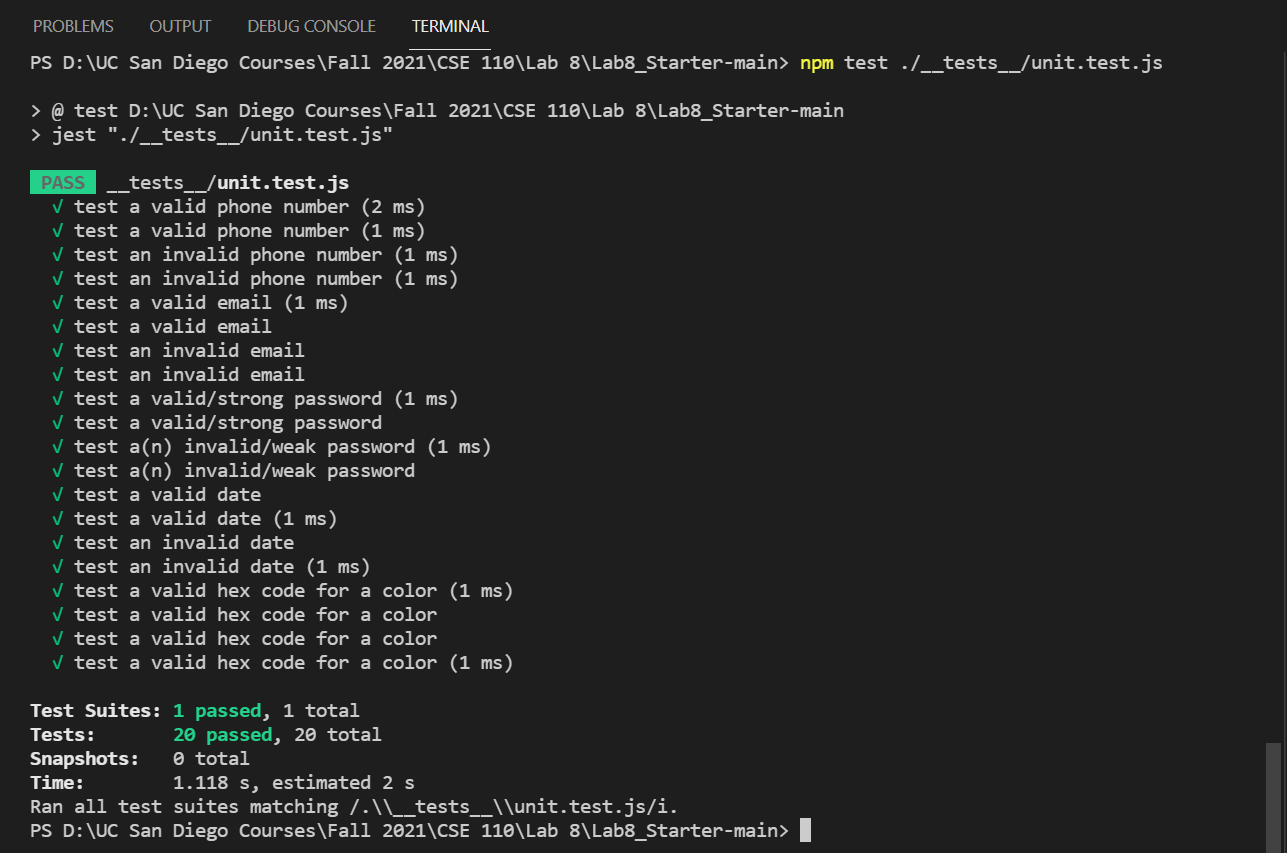 PROBLEMS OUTPUT DEBUG CONSOLE TERMINAL
PS D:\UC San Diego Courses\Fall 2021\CSE 110\Lab 8\Lab8_Starter-main> npm test ./__tests__/unit.test.js
> @ test D:\UC San Diego Courses\Fall 2021\CSE 110\Lab 8\Lab8_Starter-main
> jest "./__tests__/unit.test.js"
PASS __tests__/unit.test.js
√ test a valid phone number (2 ms)
√ test a valid phone number (1 ms)
√ test an invalid phone number (1 ms)
√ test an invalid phone number (1 ms)
√ test a valid email (1 ms)
√ test a valid email
√ test an invalid email
√ test an invalid email
√ test a valid/strong password (1 ms)
√ test a valid/strong password
√ test a(n) invalid/weak password (1 ms)
√ test a(n) invalid/weak password
√ test a valid date
√ test a valid date (1 ms)
√ test an invalid date
√ test an invalid date (1 ms)
√ test a valid hex code for a color (1 ms)
√ test a valid hex code for a color
√ test a valid hex code for a color
√ test a valid hex code for a color (1 ms)
Test Suites: 1 passed, 1 total
Tests: 20 passed, 20 total
Snapshots: 0 total
Time: 1.118 s, estimated 2 s
Ran all test suites matching /.\\__tests__\\unit.test.js/i.
PS D:\UC San Diego Courses\Fall 2021\CSE 110\Lab 8\Lab8_Starter-main>